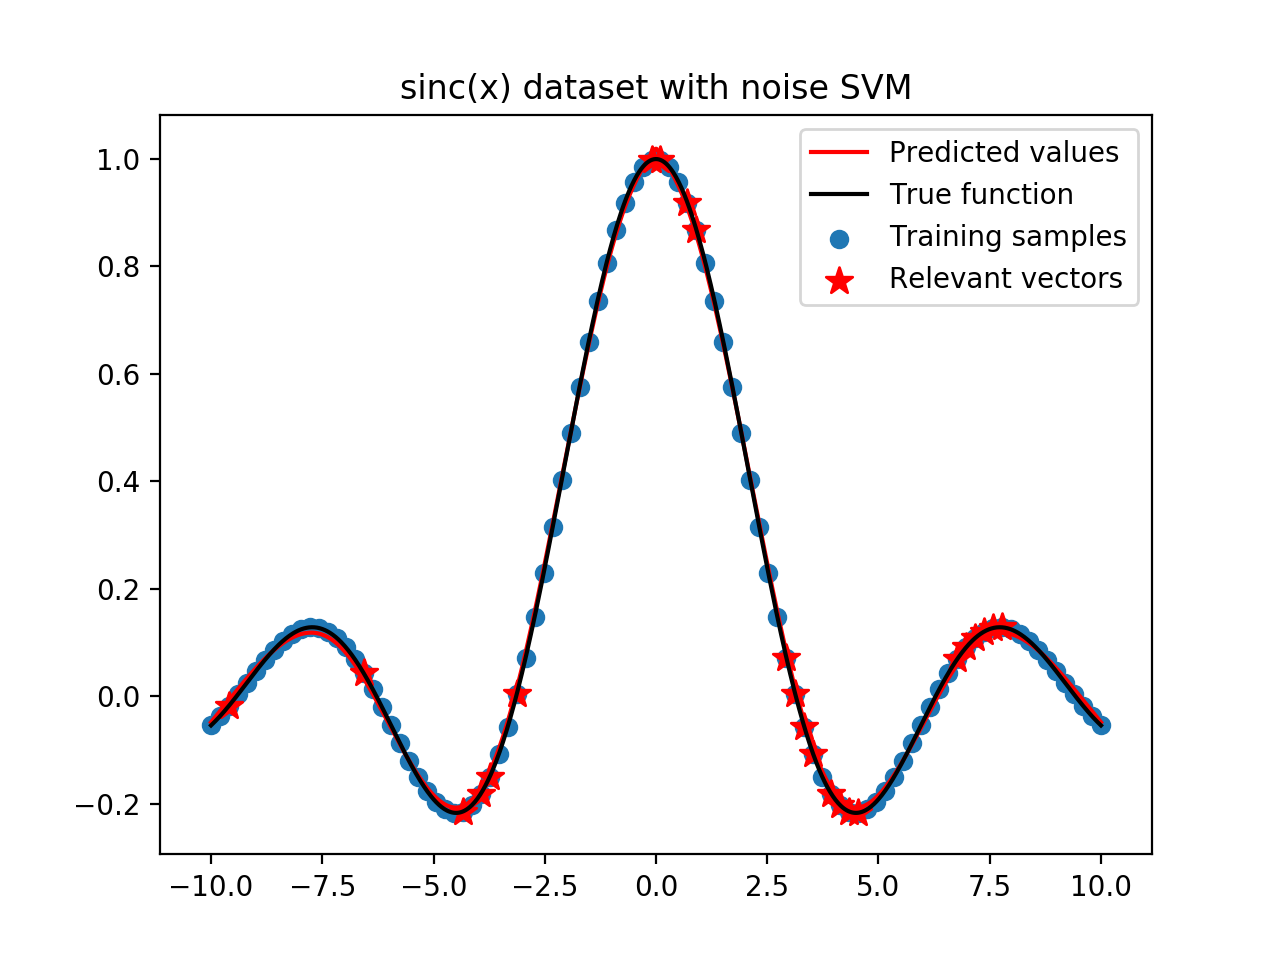 sinc(x) dataset with noise SVM
Predicted values
True function
Training samples
Relevant vectors
1.0
0.8
0.6
0.4
0.2
0.0
−0.2
−10.0 −7.5 −5.0 −2.5 0.0 2.5 5.0 7.5 10.0